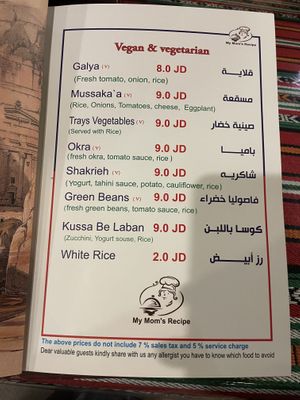 My Mom's Recipe
Vegan & vegetarian
Galya (V) 8.0 JD قلاية
(Fresh tomato, onion, rice)
Mussaka`a (V) 9.0 JD مسقعة
(Rice, Onions, Tomatoes, cheese, Eggplant)
Trays Vegetables (V) 9.0 JD صينية خضار
(Served with Rice)
Okra (V) 9.0 JD باميا
(fresh okra, tomato sauce, rice)
Shakrieh (V) 9.0 JD شاكريه
(Yogurt, tahini sauce, potato, cauliflower, rice)
Green Beans (V) 9.0 JD فاصوليا خضراء
(fresh green beans, tomato sauce, rice)
Kussa Be Laban 9.0 JD كوسا باللبن
(Zucchini, Yogurt souse, Rice)
White Rice 2.0 JD رز أبيض
My Mom's Recipe
The above prices do not include 7 % sales tax and 5 % service charge
Dear valuable guests kindly share with us any allergist you have to know which food to avoid